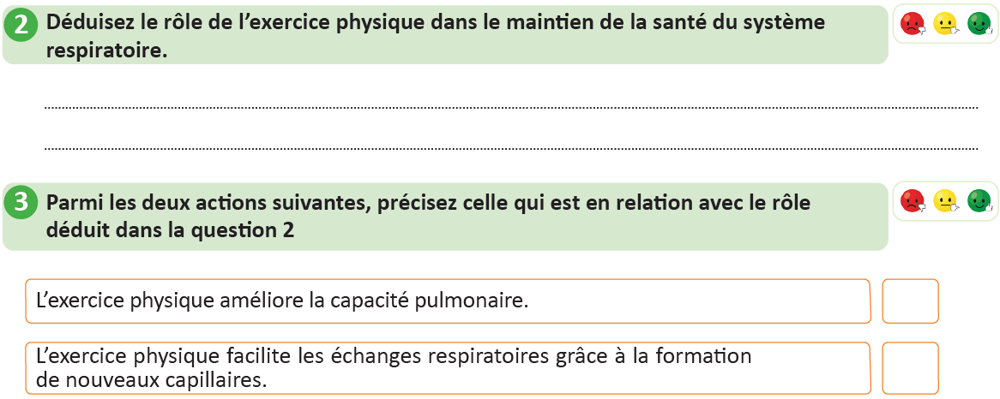 2 Déduisez le rôle de l’exercice physique dans le maintien de la santé du système
respiratoire.
3 Parmi les deux actions suivantes, précisez celle qui est en relation avec le rôle
déduit dans la question 2
L’exercice physique améliore la capacité pulmonaire.
L’exercice physique facilite les échanges respiratoires grâce à la formation
de nouveaux capillaires.